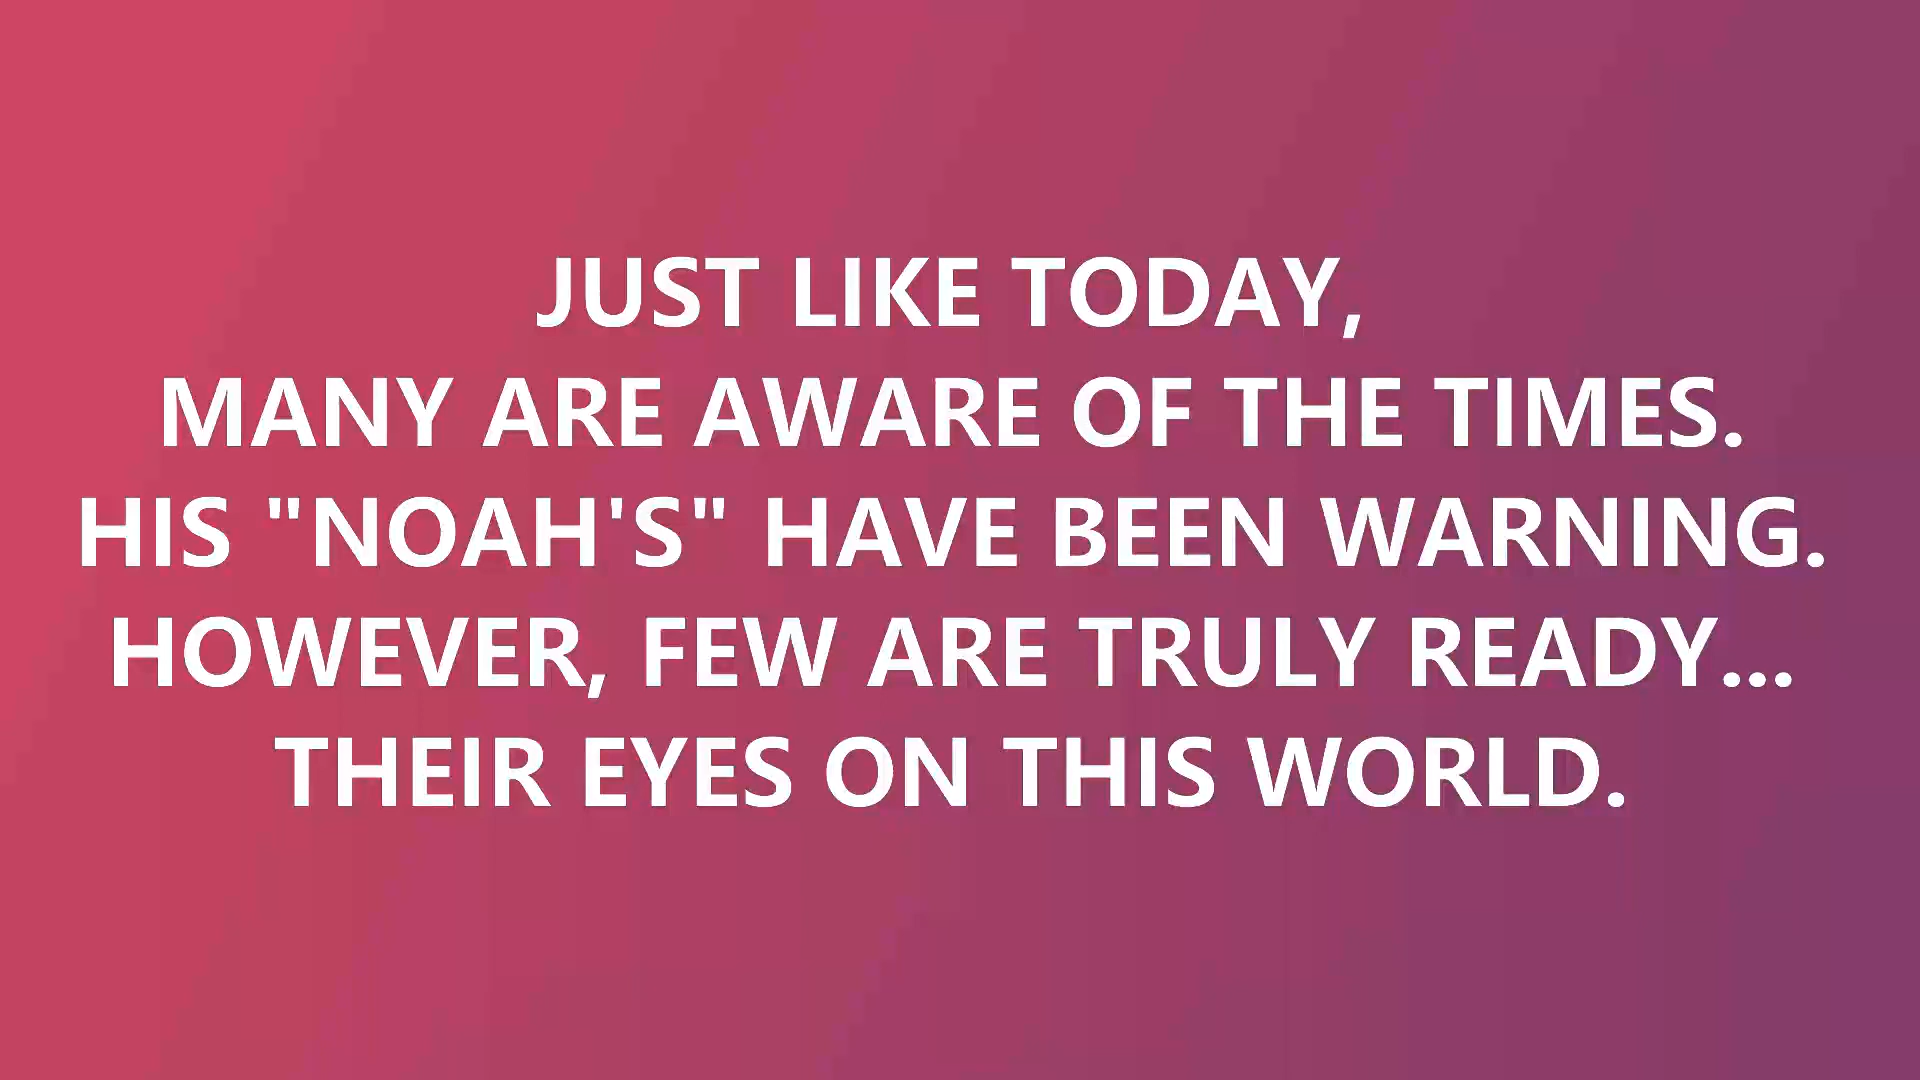 JUST LIKE TODAY,
MANY ARE AWARE OF THE TIMES.
HIS "NOAH'S" HAVE BEEN WARNING.
HOWEVER, FEW ARE TRULY READY...
THEIR EYES ON THIS WORLD.